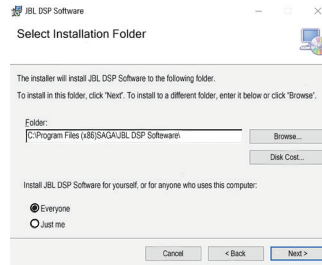 JBL DSP Software
Select Installation Folder
The installer will install JBL DSP Software to the following folder.
To install in this folder, click "Next". To install to a different folder, enter it below or click "Browse".
Folder:
C:\Program Files (x86)SAGA\JBL DSP Softeware\
Browse...
Disk Cost...
Install JBL DSP Software for yourself, or for anyone who uses this computer:
Everyone
Just me
Cancel
< Back
Next >